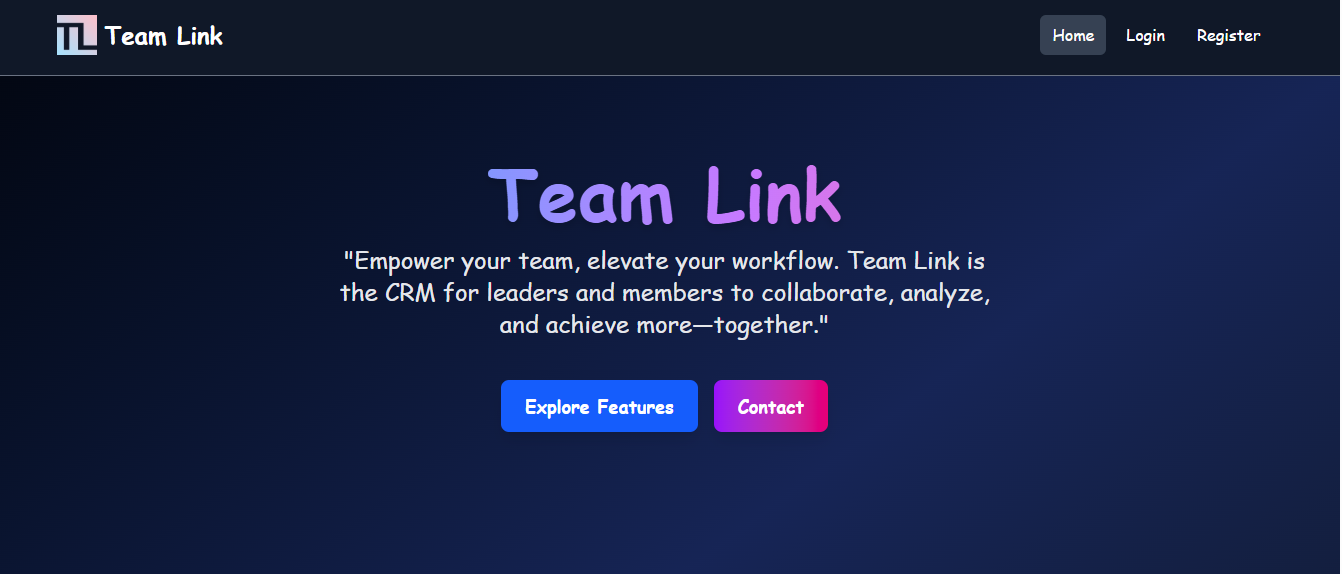 Team Link
Home
Login
Register
Team Link
"Empower your team, elevate your workflow. Team Link is
the CRM for leaders and members to collaborate, analyze,
and achieve more—together."
Explore Features
Contact